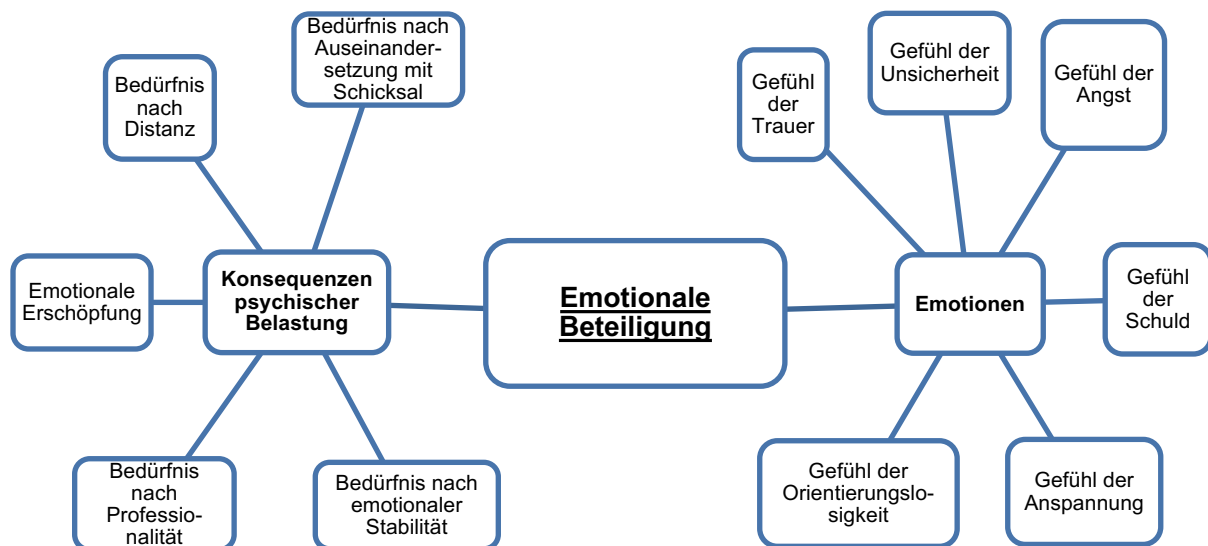 Bedürfnis nach
Auseinander-
setzung mit
Schicksal
Bedürfnis
nach
Distanz
Emotionale
Erschöpfung
Konsequenzen
psychischer
Belastung
Bedürfnis
nach
Professio-
nalität
Bedürfnis nach
emotionaler
Stabilität
Emotionale
Beteiligung
Gefühl
der
Trauer
Gefühl der
Unsicherheit
Gefühl der
Angst
Emotionen
Gefühl
der
Schuld
Gefühl der
Orientierungslo-
sigkeit
Gefühl der
Anspannung